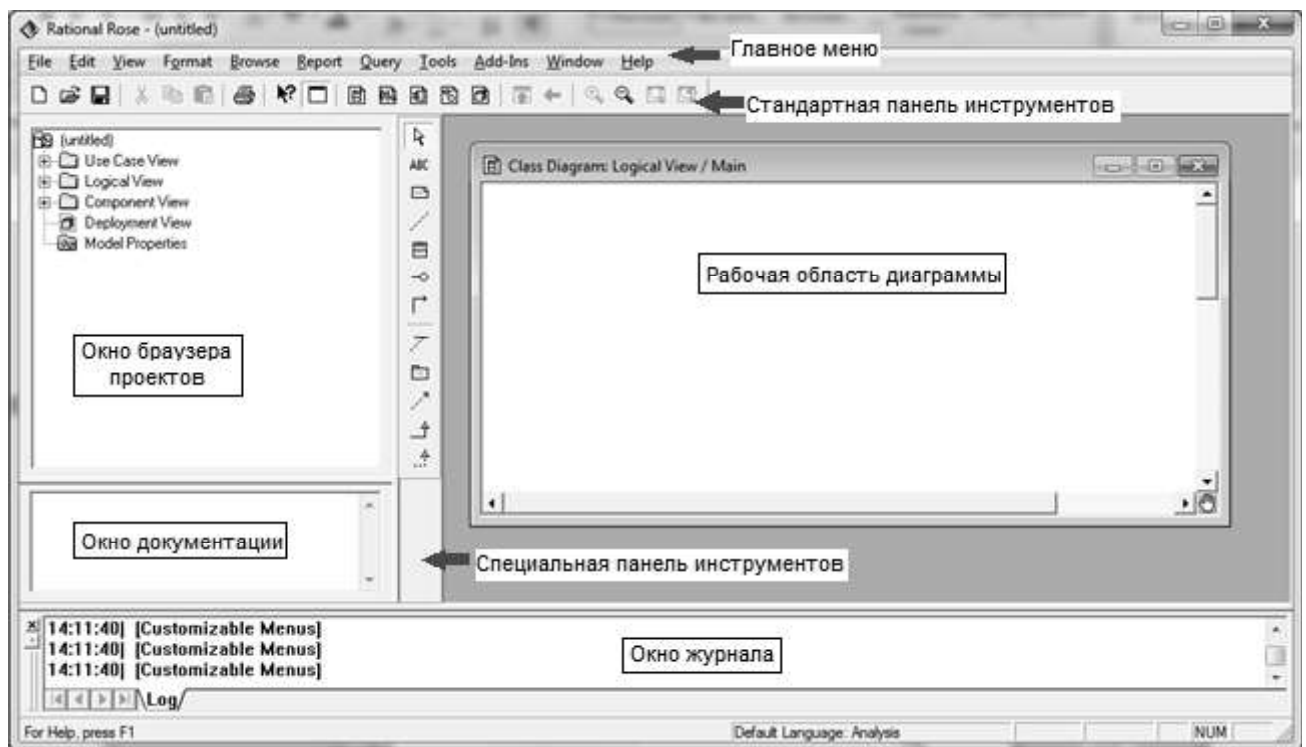 Rational Rose - (untitled)
File Edit View Format Browse Report Query Tools Add-Ins Window Help
Главное меню
Стандартная панель инструментов
(untitled)
Use Case View
Logical View
Component View
Deployment View
Model Properties
ABC
Class Diagram: Logical View / Main
Рабочая область диаграммы
Окно браузера
проектов
Окно документации
Специальная панель инструментов
14:11:40| [Customizable Menus]
14:11:40| [Customizable Menus]
14:11:40| [Customizable Menus]
Окно журнала
Log
For Help, press F1
Default Language: Analysis
NUM